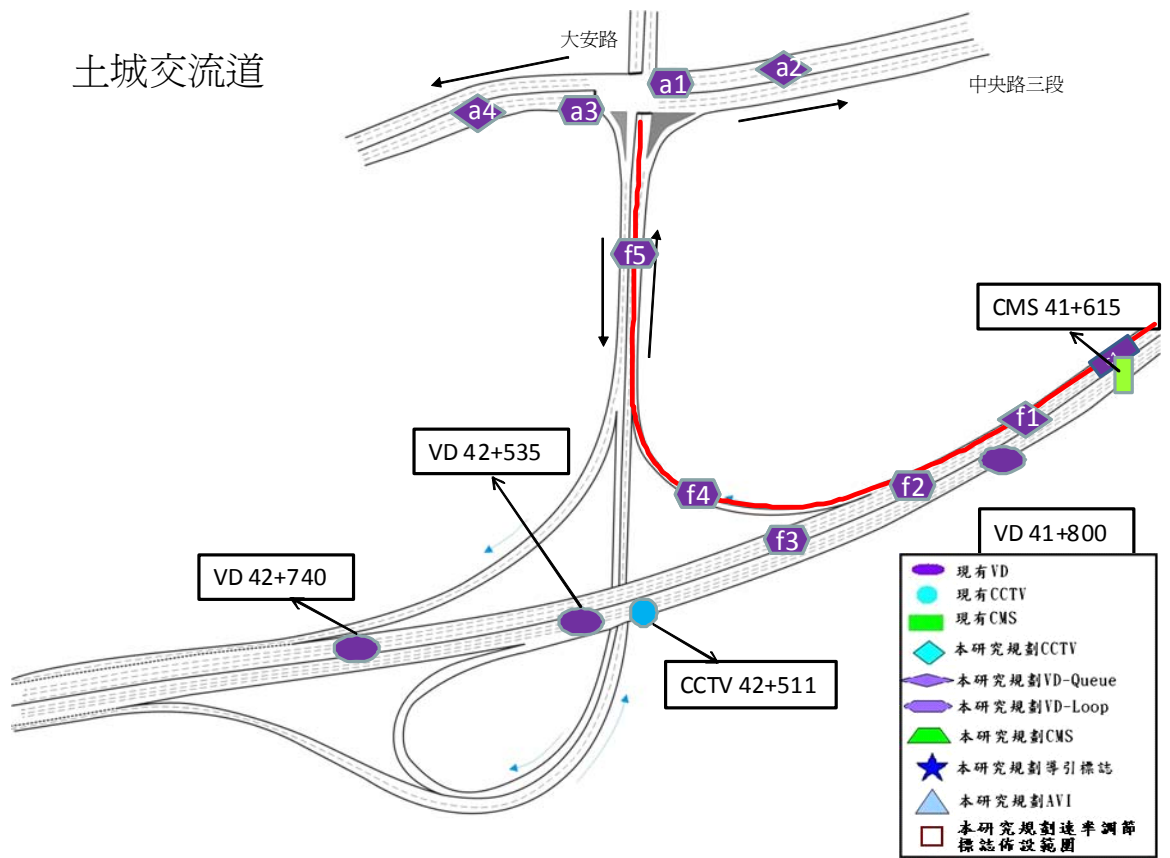 土城交流道
大安路
a1
a2
a3
a4
中央路三段
f5
CMS 41+615
f1
VD 42+535
f2
f4
f3
VD 41+800
VD 42+740
CCTV 42+511
現有VD
現有CCTV
現有CMS
本研究規劃CCTV
本研究規劃VD-Queue
本研究規劃VD-Loop
本研究規劃CMS
本研究規劃導引標誌
本研究規劃AVI
本研究規劃速率調節
標誌佈設範圍